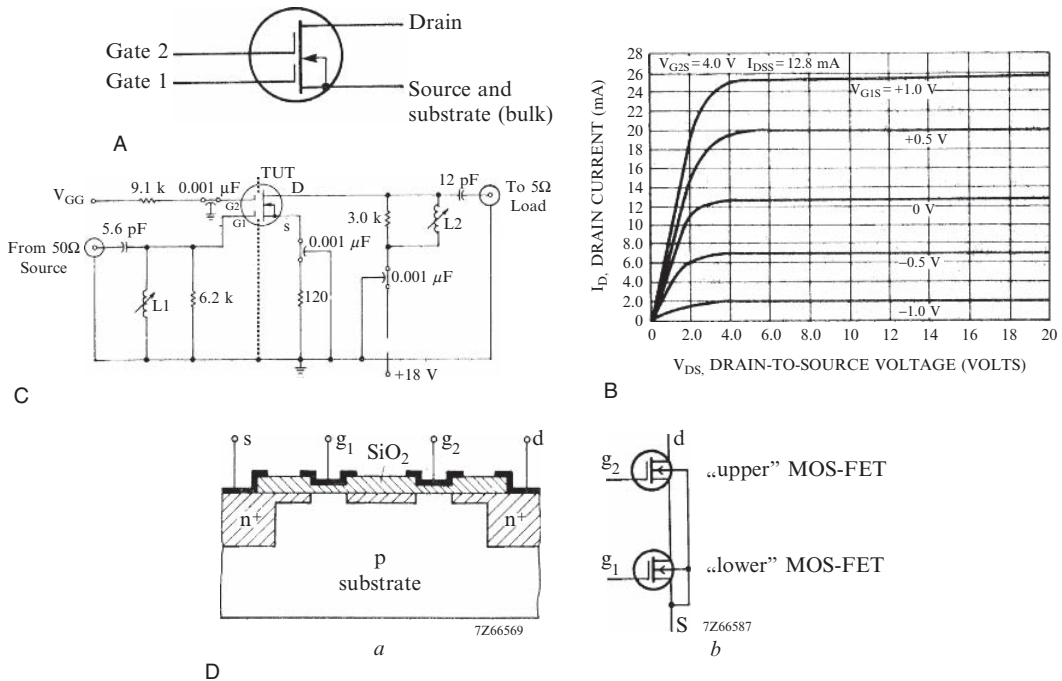 Drain
Gate 2
Gate 1
Source and
substrate (bulk)
A
V_GG
9.1 k
0.001 µF
TUT
D
G2
G1
S
12 pF
To 5Ω
Load
From 50Ω
Source
5.6 pF
L1
6.2 k
0.001 µF
120
3.0 k
L2
0.001 µF
+18 V
C
V_G2S = 4.0 V I_DSS = 12.8 mA
V_G1S = +1.0 V
+0.5 V
0 V
–0.5 V
–1.0 V
28
26
24
22
20
18
16
14
12
10
8.0
6.0
4.0
2.0
0
0 2.0 4.0 6.0 8.0 10 12 14 16 18 20
I_D, DRAIN CURRENT (mA)
V_DS, DRAIN-TO-SOURCE VOLTAGE (VOLTS)
B
s
g1
SiO2
g2
d
n+
n+
p
substrate
7Z66569
a
D
d
g2
„upper” MOS-FET
g1
„lower” MOS-FET
S
7Z66587
b